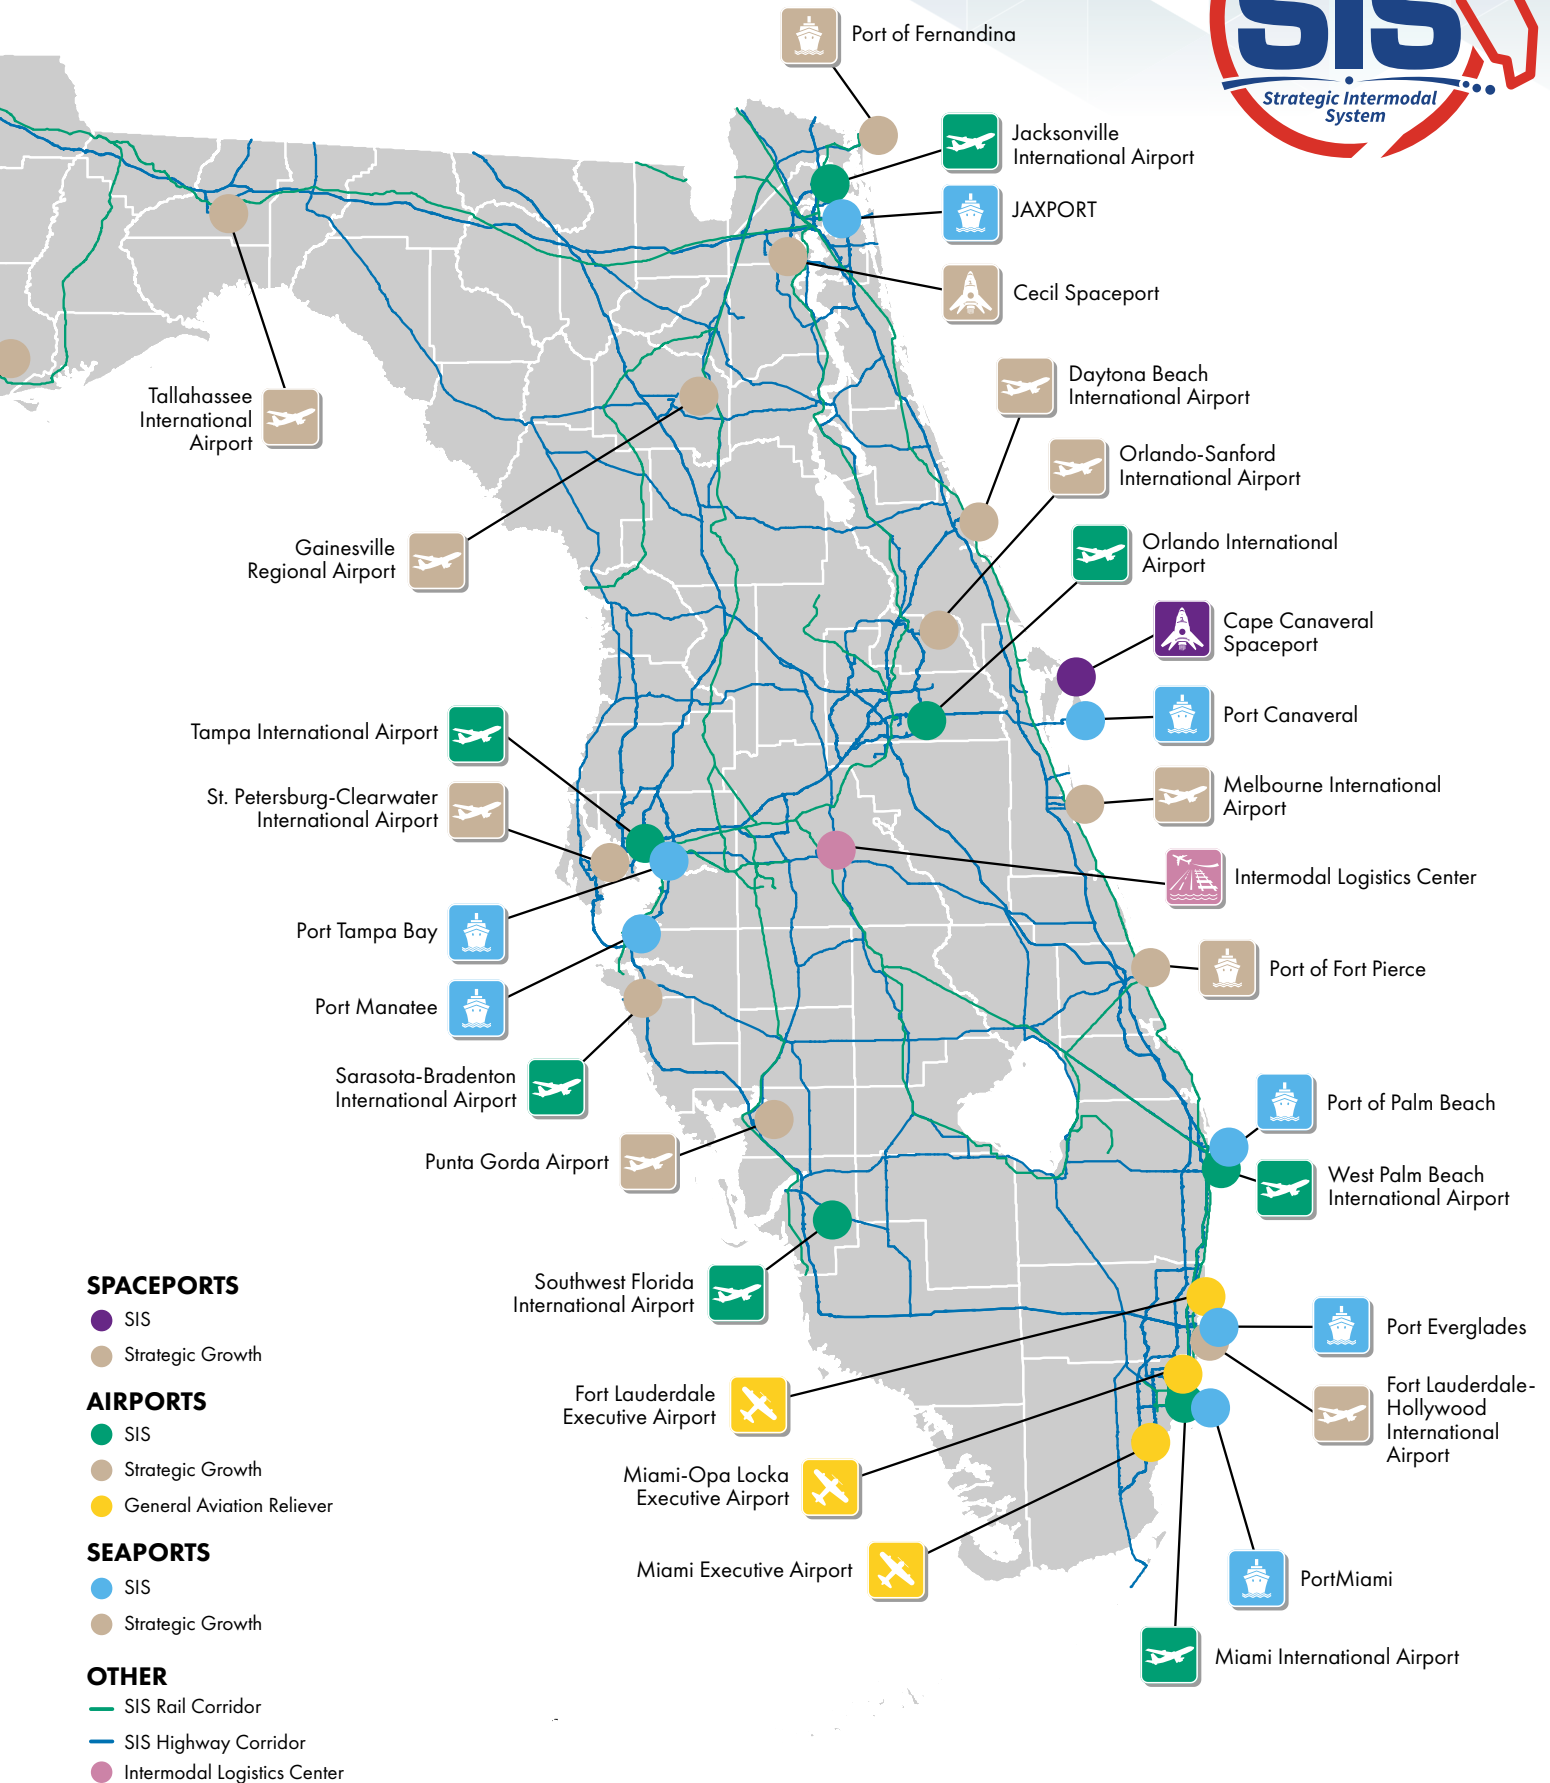 SIS
Strategic Intermodal
System
Port of Fernandina
Jacksonville
International Airport
JAXPORT
Cecil Spaceport
Daytona Beach
International Airport
Orlando-Sanford
International Airport
Orlando International
Airport
Cape Canaveral
Spaceport
Port Canaveral
Melbourne International
Airport
Intermodal Logistics Center
Port of Fort Pierce
Port of Palm Beach
West Palm Beach
International Airport
Port Everglades
Fort Lauderdale-
Hollywood
International
Airport
PortMiami
Miami International Airport
Tallahassee
International
Airport
Gainesville
Regional Airport
Tampa International Airport
St. Petersburg-Clearwater
International Airport
Port Tampa Bay
Port Manatee
Sarasota-Bradenton
International Airport
Punta Gorda Airport
Southwest Florida
International Airport
Fort Lauderdale
Executive Airport
Miami-Opa Locka
Executive Airport
Miami Executive Airport
SPACEPORTS
SIS
Strategic Growth
AIRPORTS
SIS
Strategic Growth
General Aviation Reliever
SEAPORTS
SIS
Strategic Growth
OTHER
SIS Rail Corridor
SIS Highway Corridor
Intermodal Logistics Center